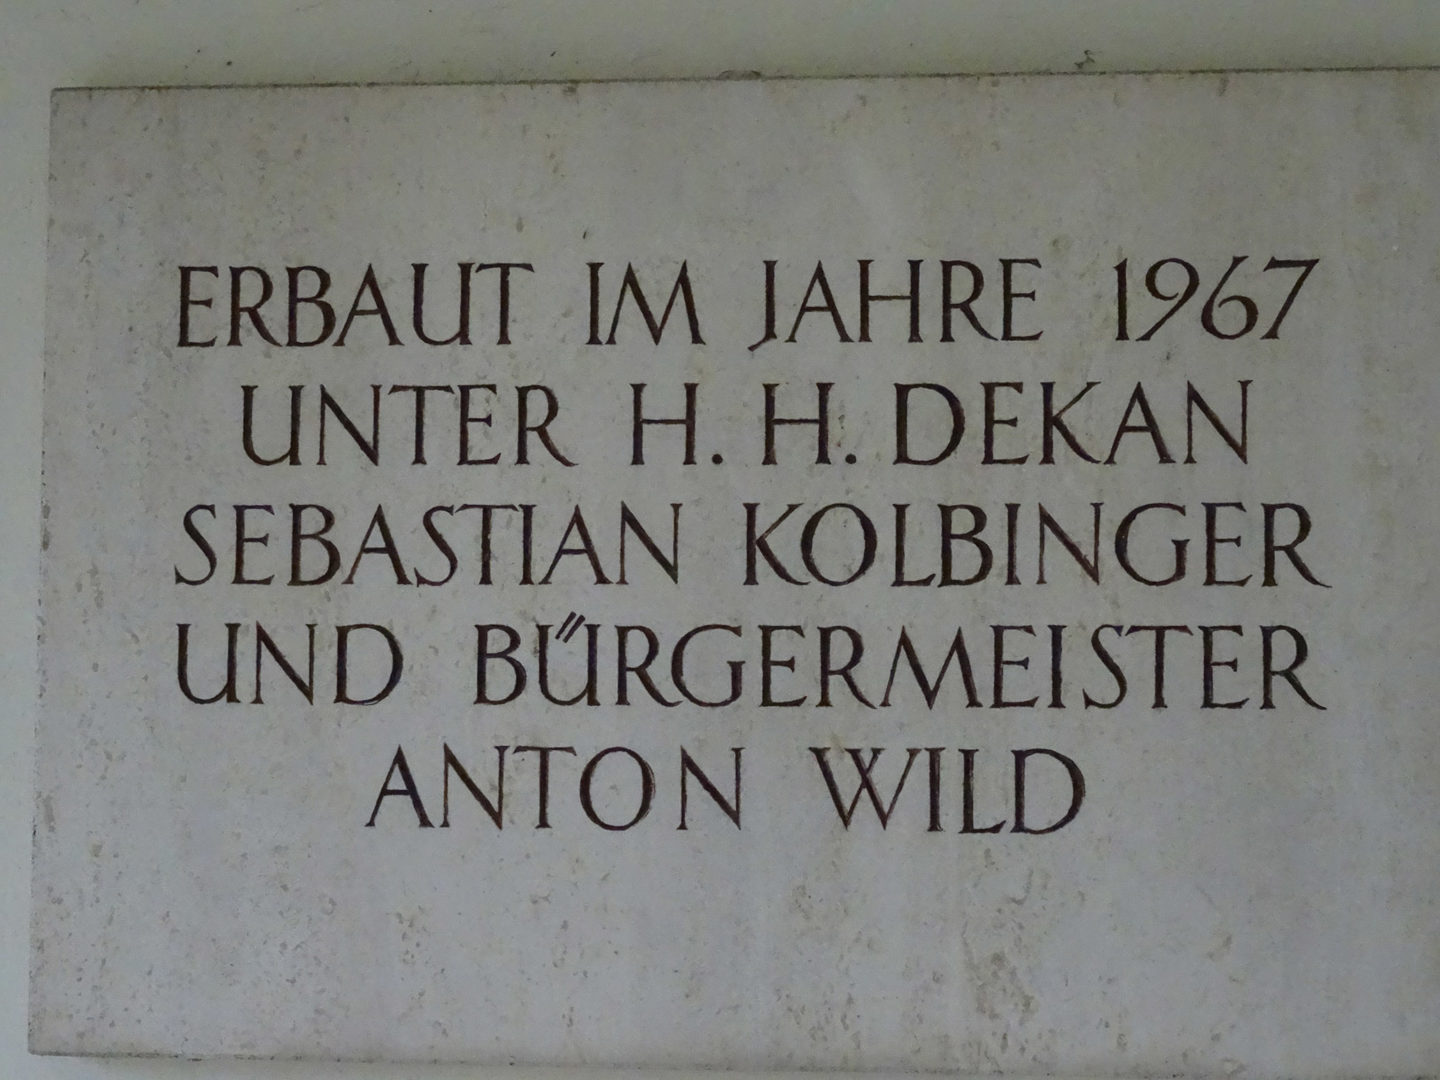 ERBAUT IM JAHRE 1967
UNTER H. H. DEKAN
SEBASTIAN KOLBINGER
UND BÜRGERMEISTER
ANTON WILD